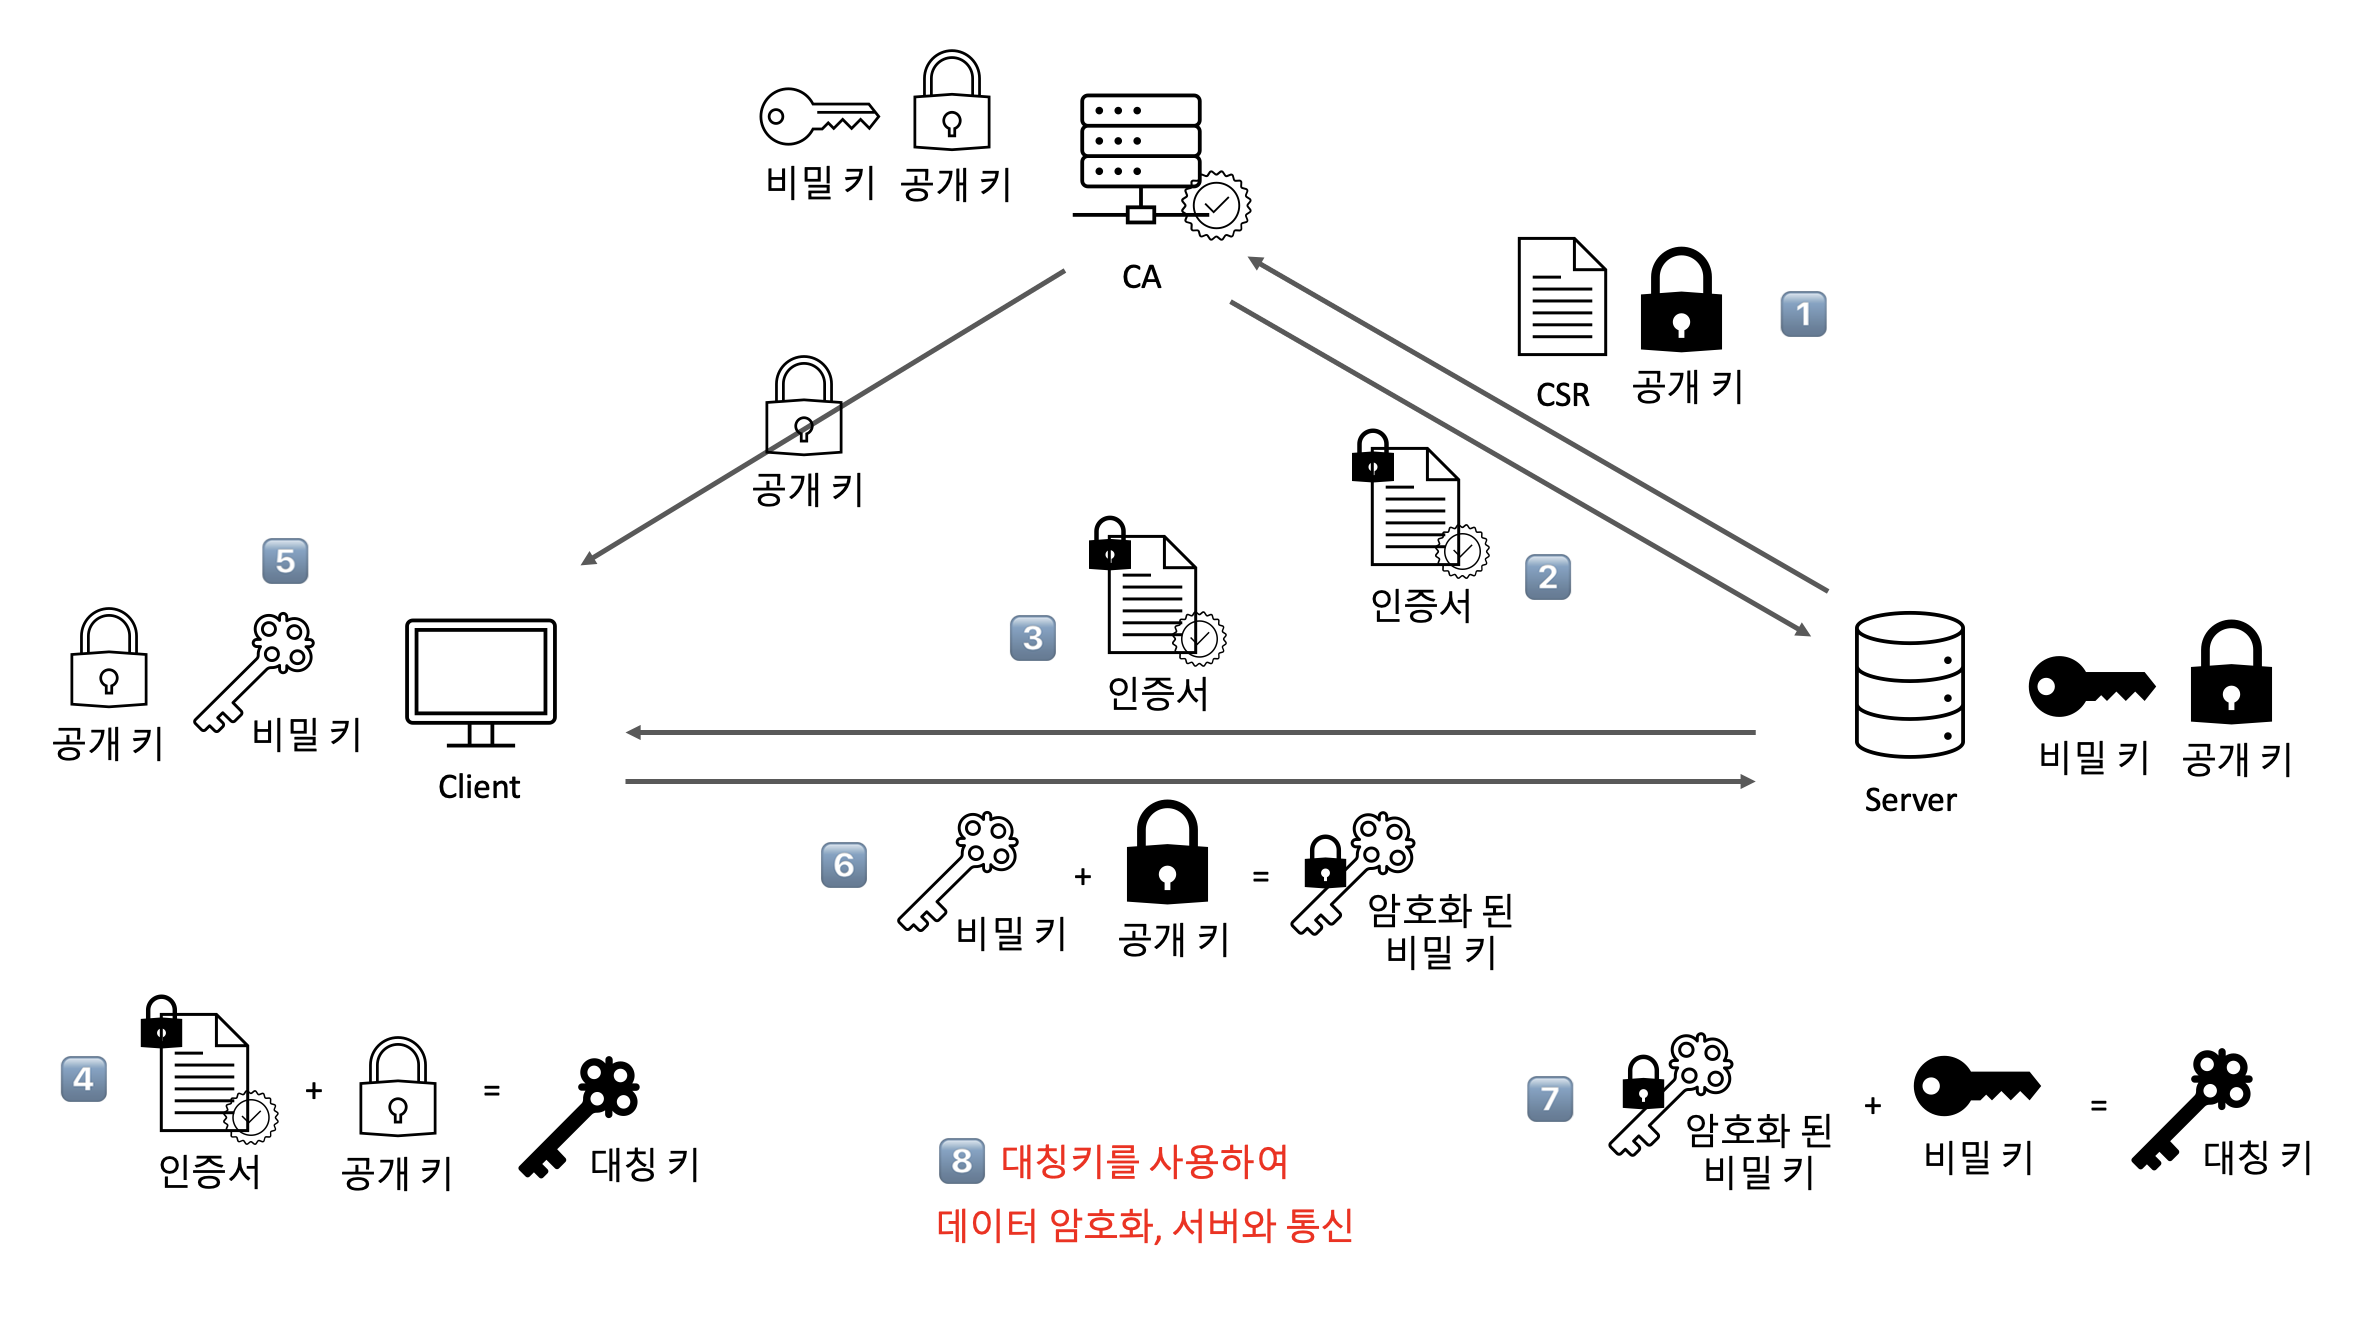 비밀 키
공개 키
CA
1
CSR
공개 키
공개 키
2
인증서
3
인증서
5
공개 키
비밀 키
Client
Server
비밀 키
공개 키
6
비밀 키
+
공개 키
=
암호화 된
비밀 키
4
인증서
+
공개 키
=
대칭 키
7
암호화 된
비밀 키
+
비밀 키
=
대칭 키
8 대칭키를 사용하여
데이터 암호화, 서버와 통신